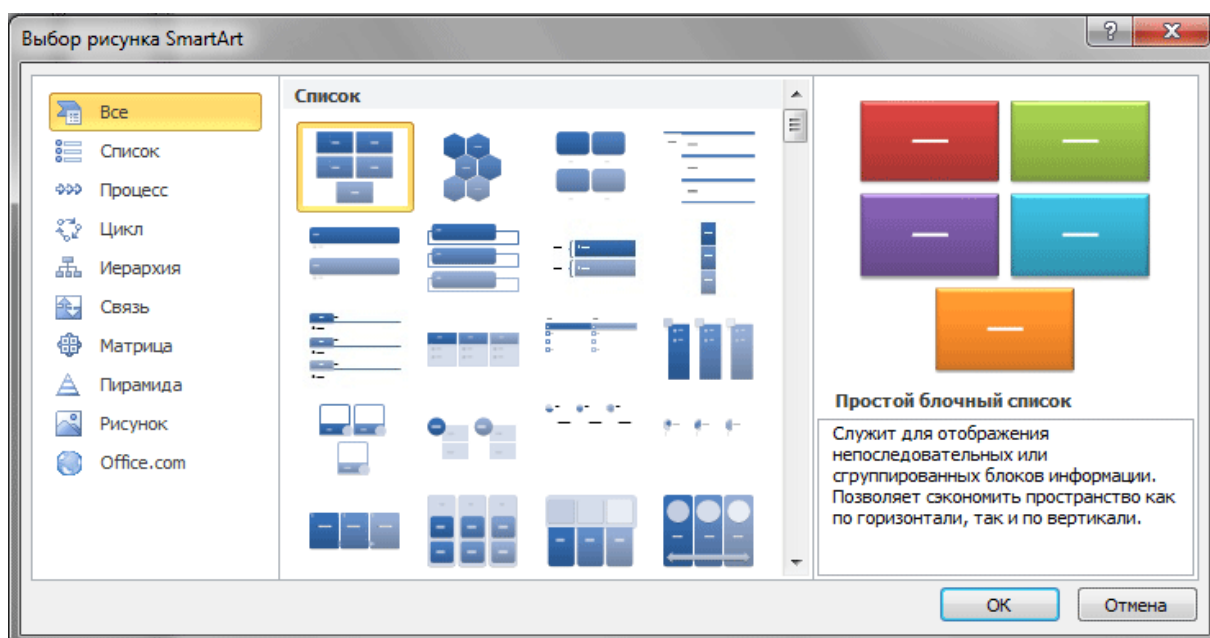 Выбор рисунка SmartArt
Все
Список
Процесс
Цикл
Иерархия
Связь
Матрица
Пирамида
Рисунок
Office.com
Список
Простой блочный список
Служит для отображения
непоследовательных или
сгруппированных блоков информации.
Позволяет сэкономить пространство как
по горизонтали, так и по вертикали.
ОК
Отмена